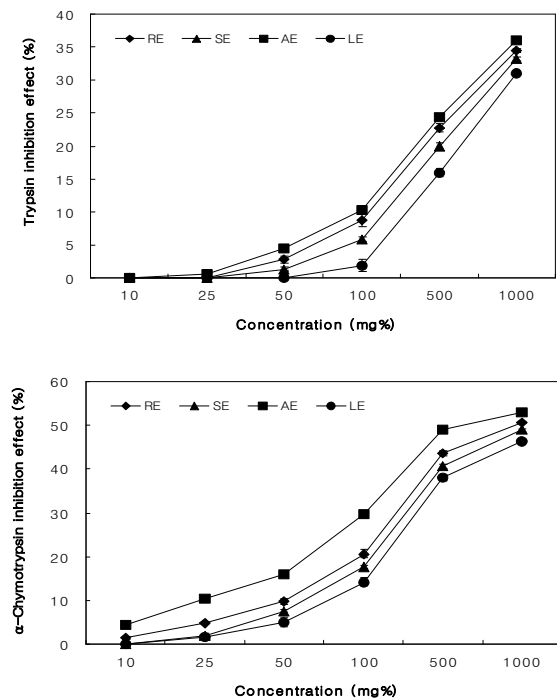 40
RE SE AE LE
35
30
25
20
15
10
5
0
Trypsin inhibition effect (%)
10 25 50 100 500 1000
Concentration (mg%)
60
RE SE AE LE
50
40
30
20
10
0
α-Chymotrypsin inhibition effect (%)
10 25 50 100 500 1000
Concentration (mg%)